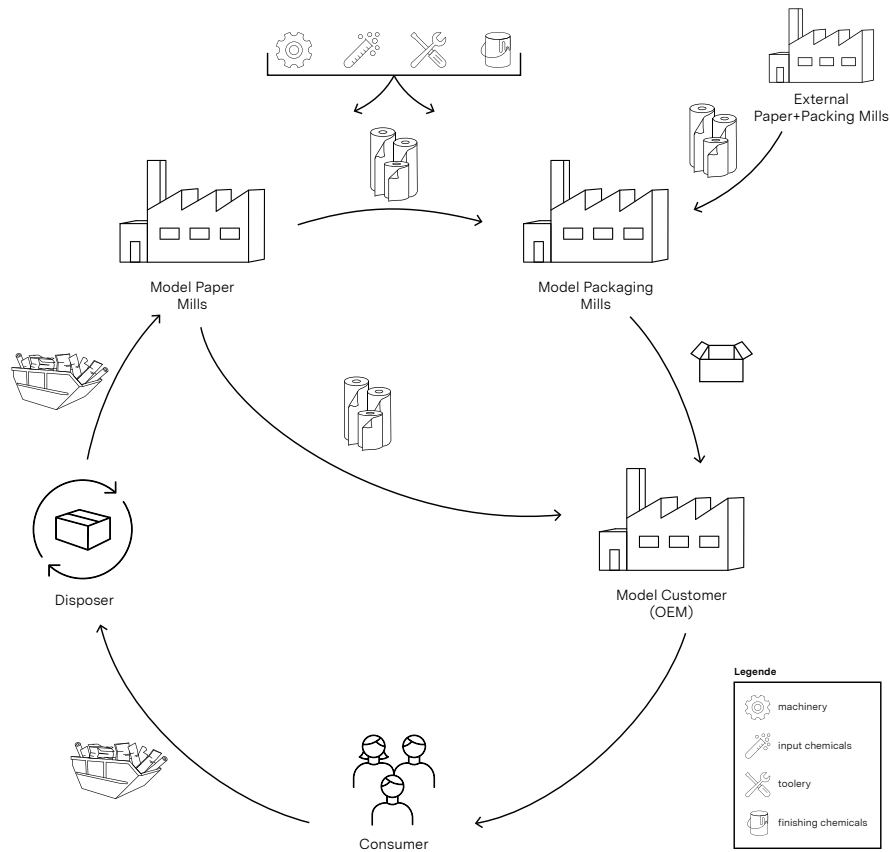 External
Paper+Packing Mills
Model Paper
Mills
Model Packaging
Mills
Disposer
Model Customer
(OEM)
Consumer
Legende
machinery
input chemicals
toolery
finishing chemicals